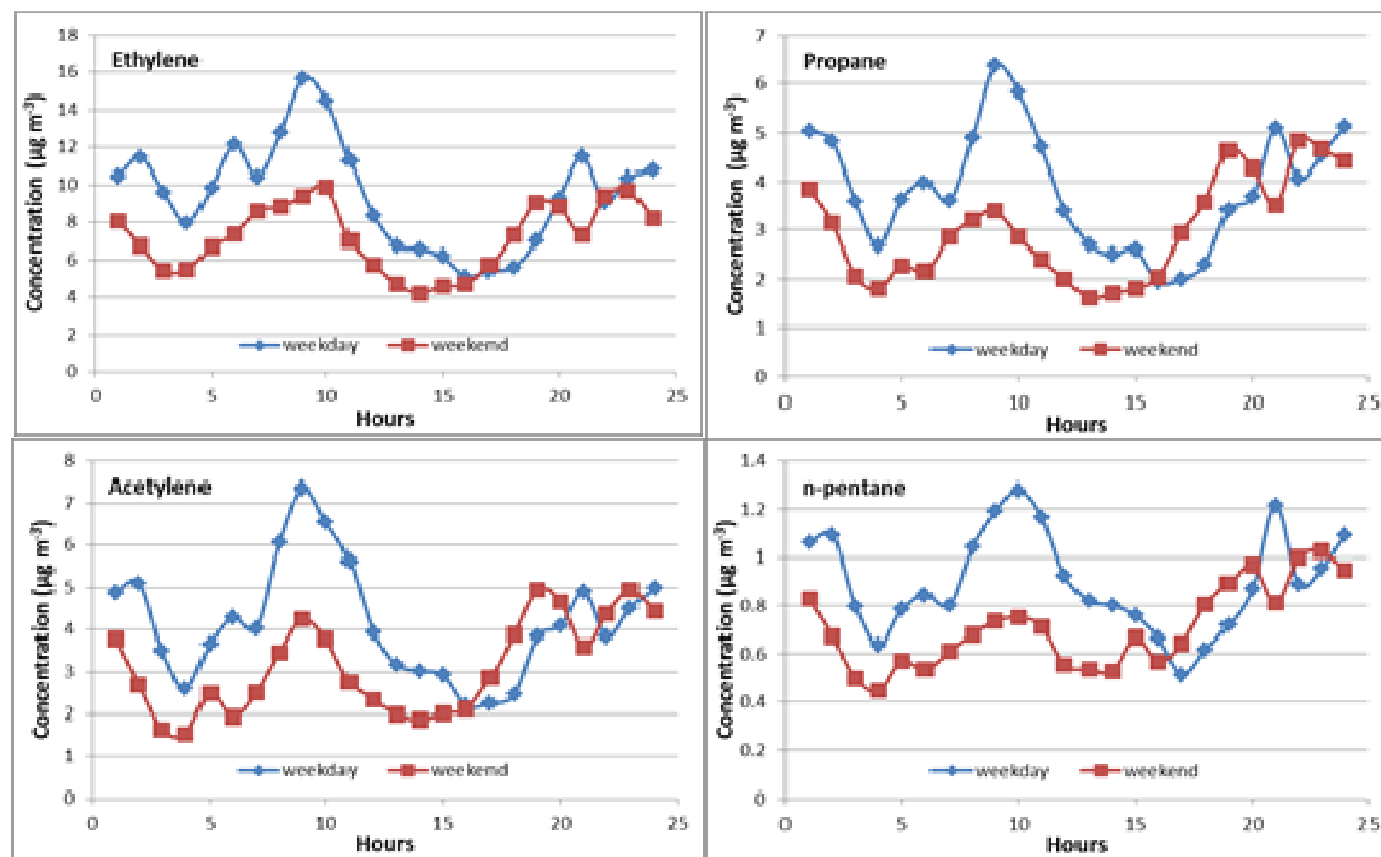 Ethylene
Concentration (µg m⁻³)
18
16
14
12
10
8
6
4
2
0
weekday
weekend
0 5 10 15 20 25
Hours
Propane
Concentration (µg m⁻³)
7
6
5
4
3
2
1
0
weekday
weekend
0 5 10 15 20 25
Hours
Acetylene
Concentration (µg m⁻³)
8
7
6
5
4
3
2
1
0
weekday
weekend
0 5 10 15 20 25
Hours
n-pentane
Concentration (µg m⁻³)
1.4
1.2
1
0.8
0.6
0.4
0.2
0
weekday
weekend
0 5 10 15 20 25
Hours